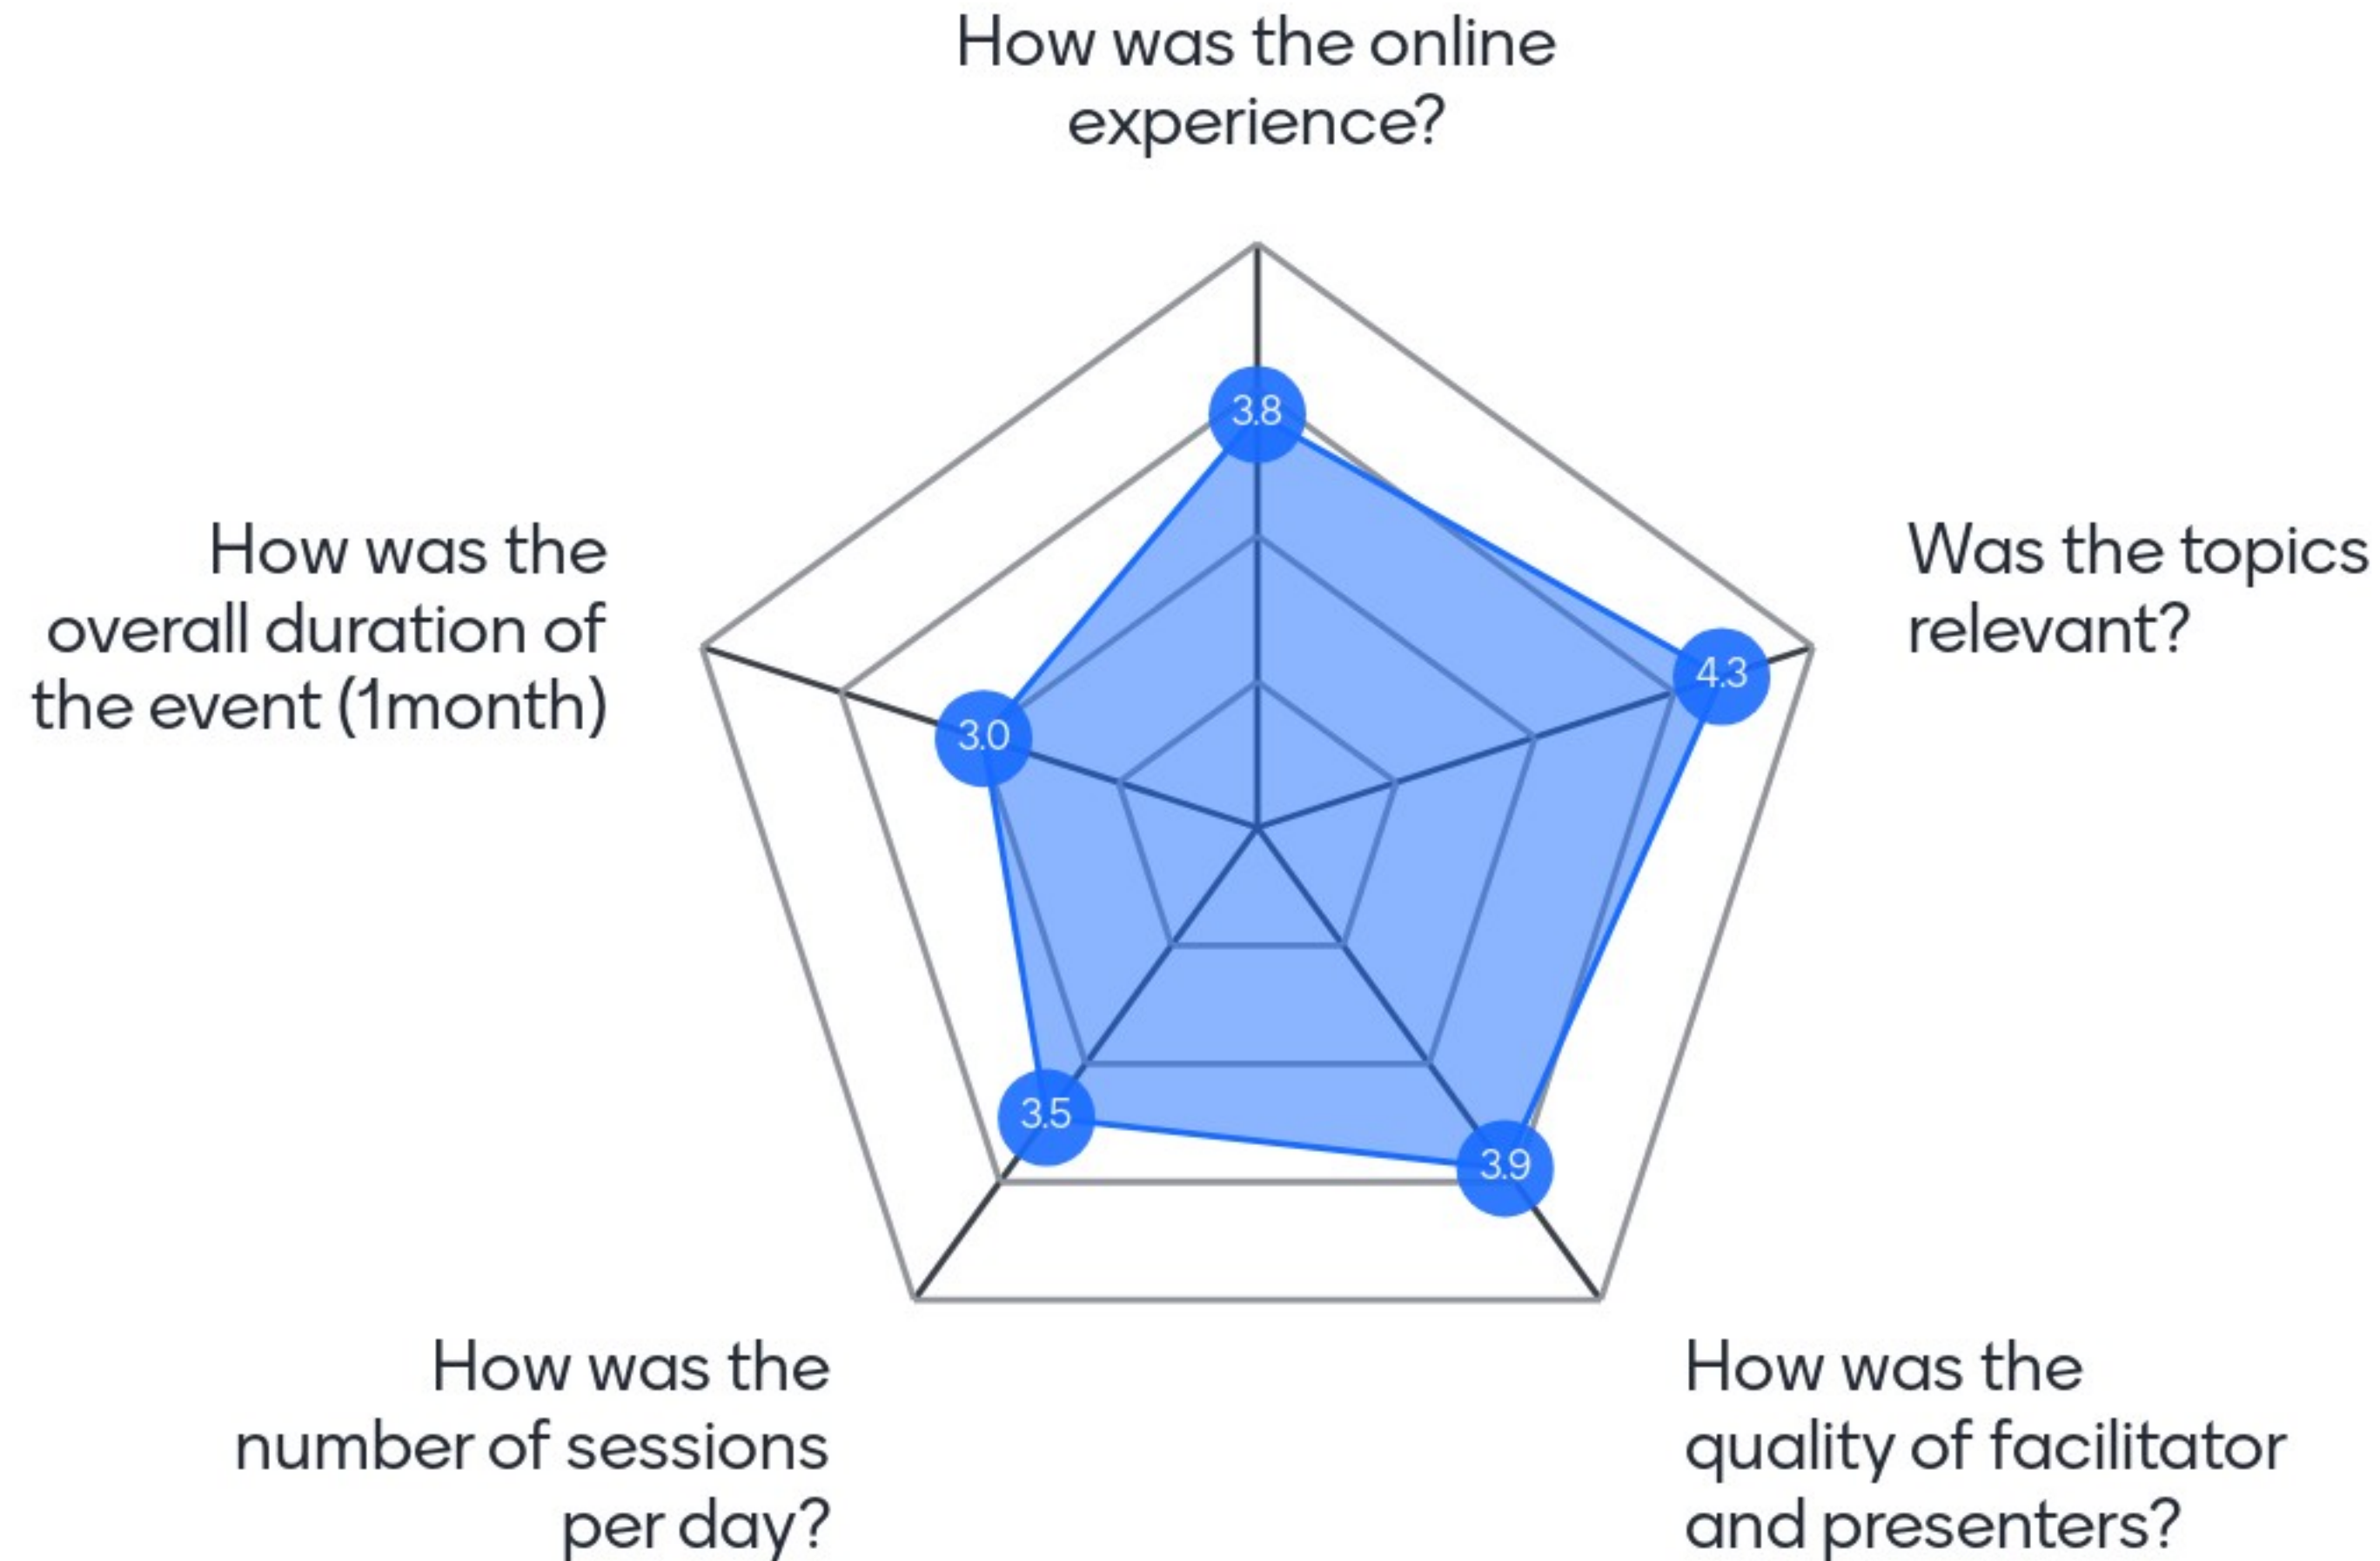 How was the online
experience?
3.8
Was the topics
relevant?
4.3
How was the
overall duration of
the event (1month)
3.0
3.5
3.9
How was the
number of sessions
per day?
How was the
quality of facilitator
and presenters?